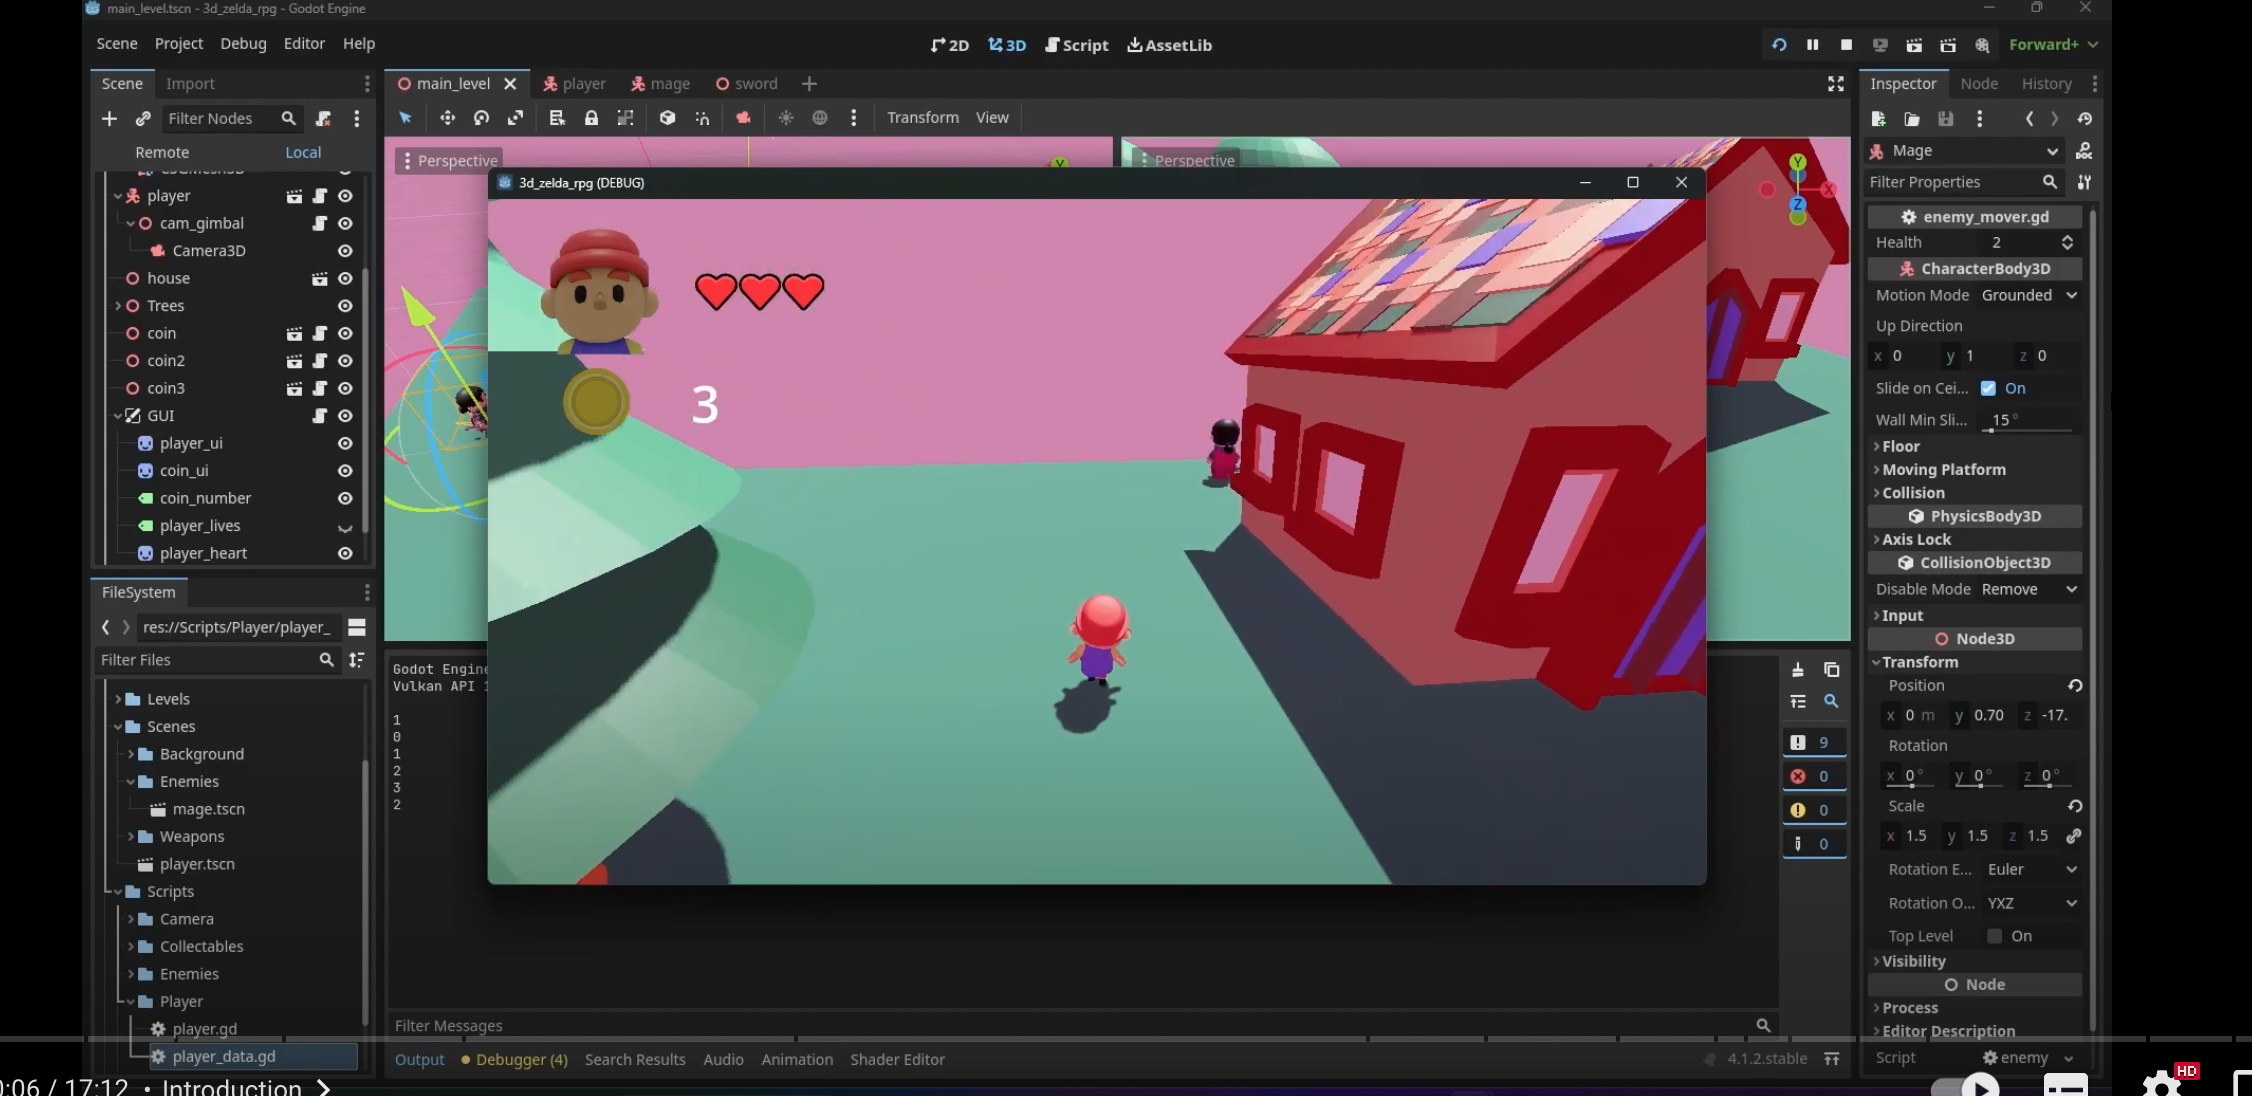 main_level.tscn - 3d_zelda_rpg - Godot Engine
Scene Project Debug Editor Help
2D 3D Script AssetLib
Forward+
Scene Import
main_level player mage sword
Inspector Node History
Filter Nodes
Transform View
Remote Local
Perspective
Perspective
Mage
Filter Properties
player
cam_gimbal
Camera3D
house
Trees
coin
coin2
coin3
GUI
player_ui
coin_ui
coin_number
player_lives
player_heart
3d_zelda_rpg (DEBUG)
3
Y
X
Z
enemy_mover.gd
Health 2
CharacterBody3D
Motion Mode Grounded
Up Direction
x 0 y 1 z 0
Slide on Cei... On
Wall Min Sli... 15 °
Floor
Moving Platform
Collision
PhysicsBody3D
Axis Lock
CollisionObject3D
Disable Mode Remove
Input
Node3D
Transform
Position
x 0 m y 0.70 z -17.
Rotation
x 0° y 0° z 0°
Scale
x 1.5 y 1.5 z 1.5
Rotation E... Euler
Rotation O... YXZ
Top Level On
Visibility
Node
Process
Editor Description
Script enemy
FileSystem
res://Scripts/Player/player_
Filter Files
Levels
Scenes
Background
Enemies
mage.tscn
Weapons
player.tscn
Scripts
Camera
Collectables
Enemies
Player
player.gd
player_data.gd
Godot Engine
Vulkan API
1
0
1
2
3
2
9
0
0
0
Filter Messages
Output Debugger (4) Search Results Audio Animation Shader Editor
4.1.2.stable
0:06 / 17:12 • Introduction
HD